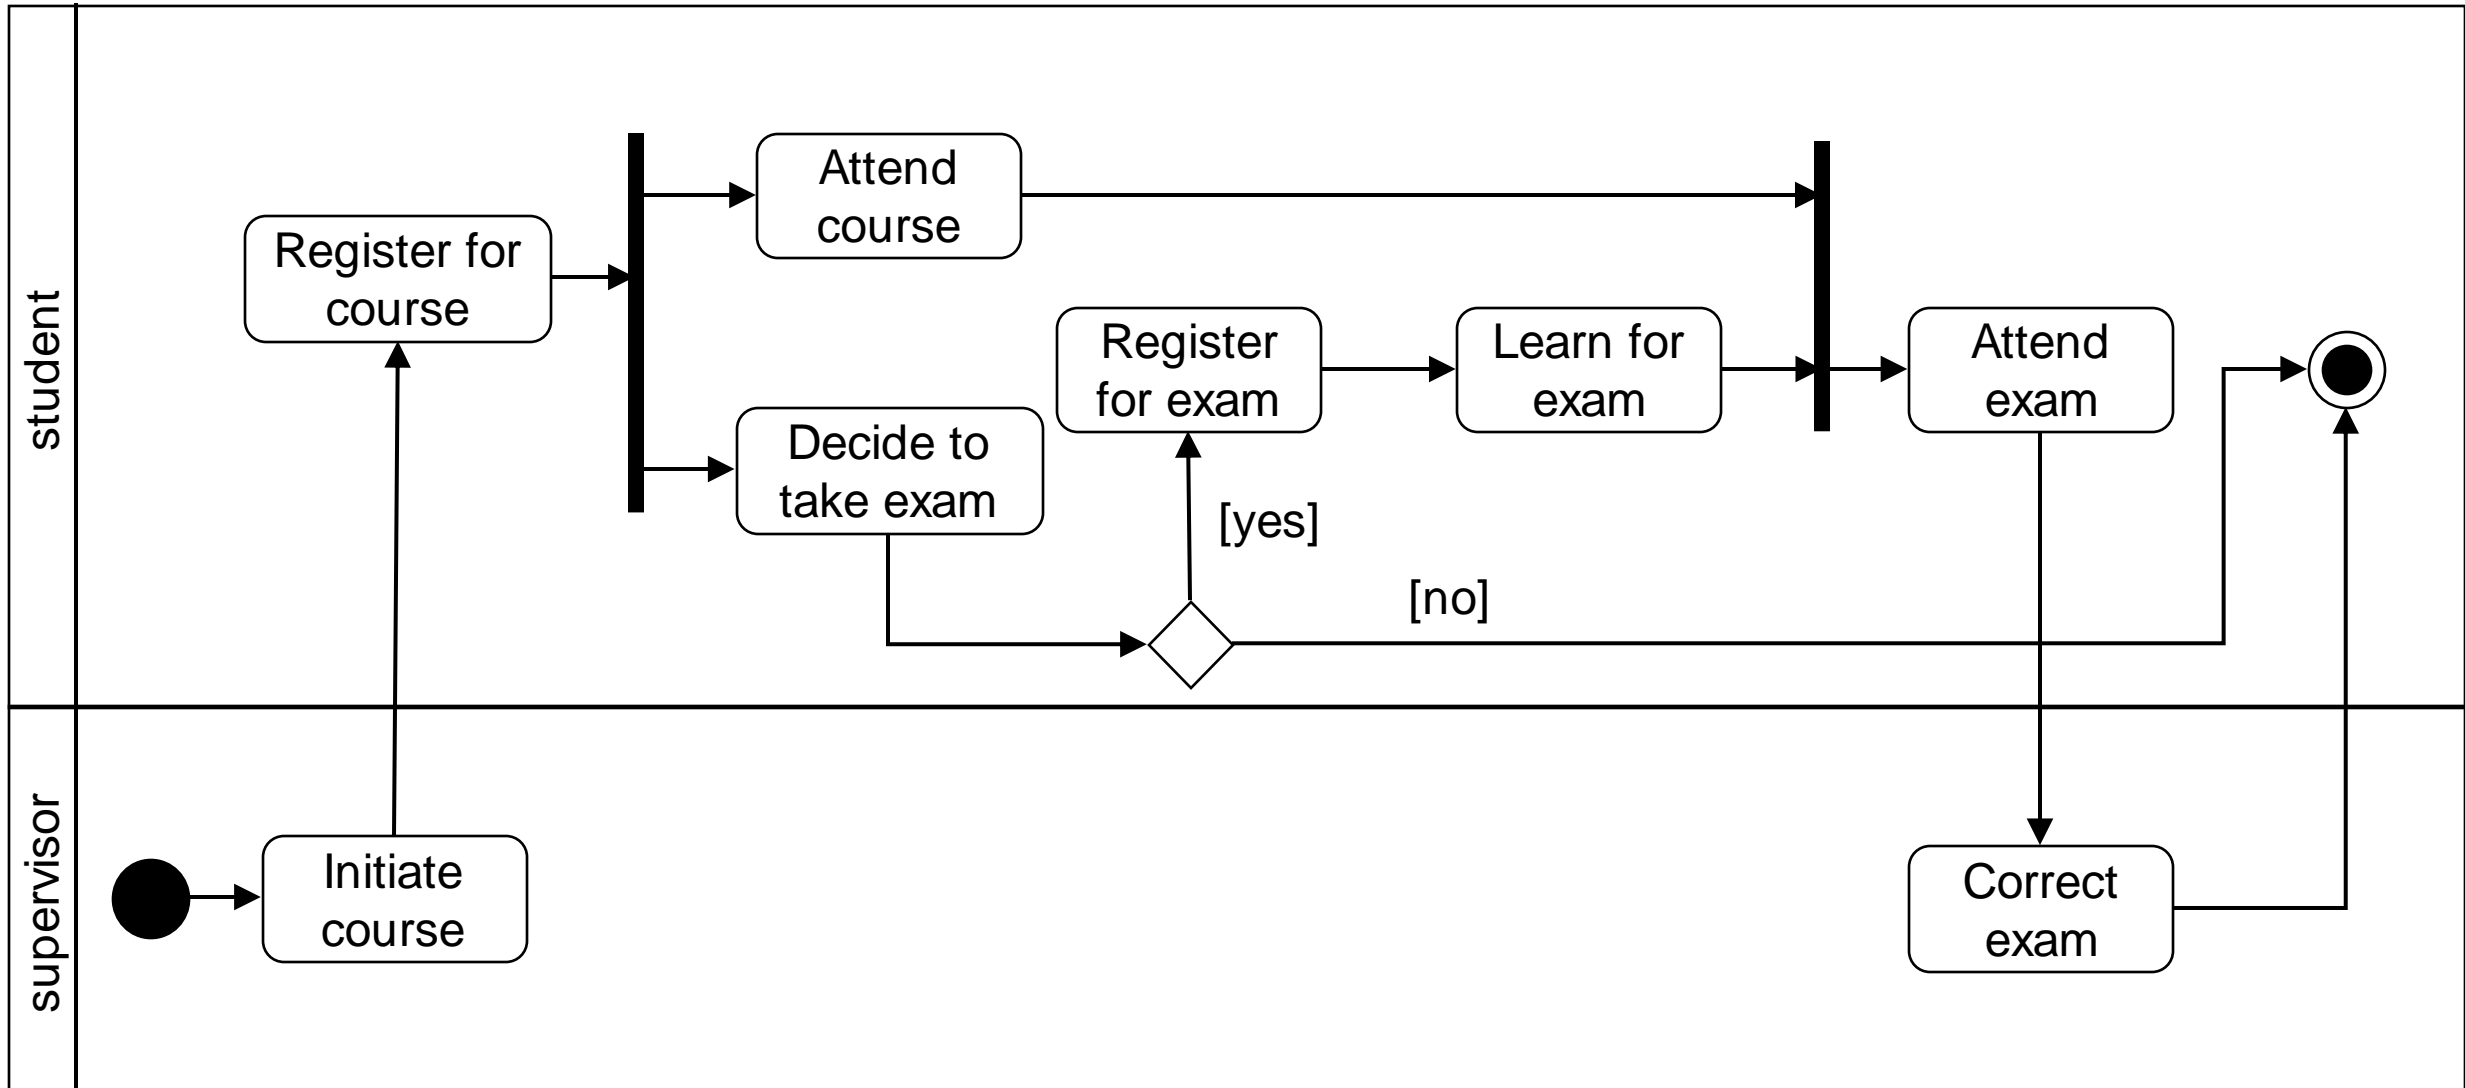 student
Register for
course
Attend
course
Decide to
take exam
Register
for exam
Learn for
exam
Attend
exam
[yes]
[no]
supervisor
Initiate
course
Correct
exam